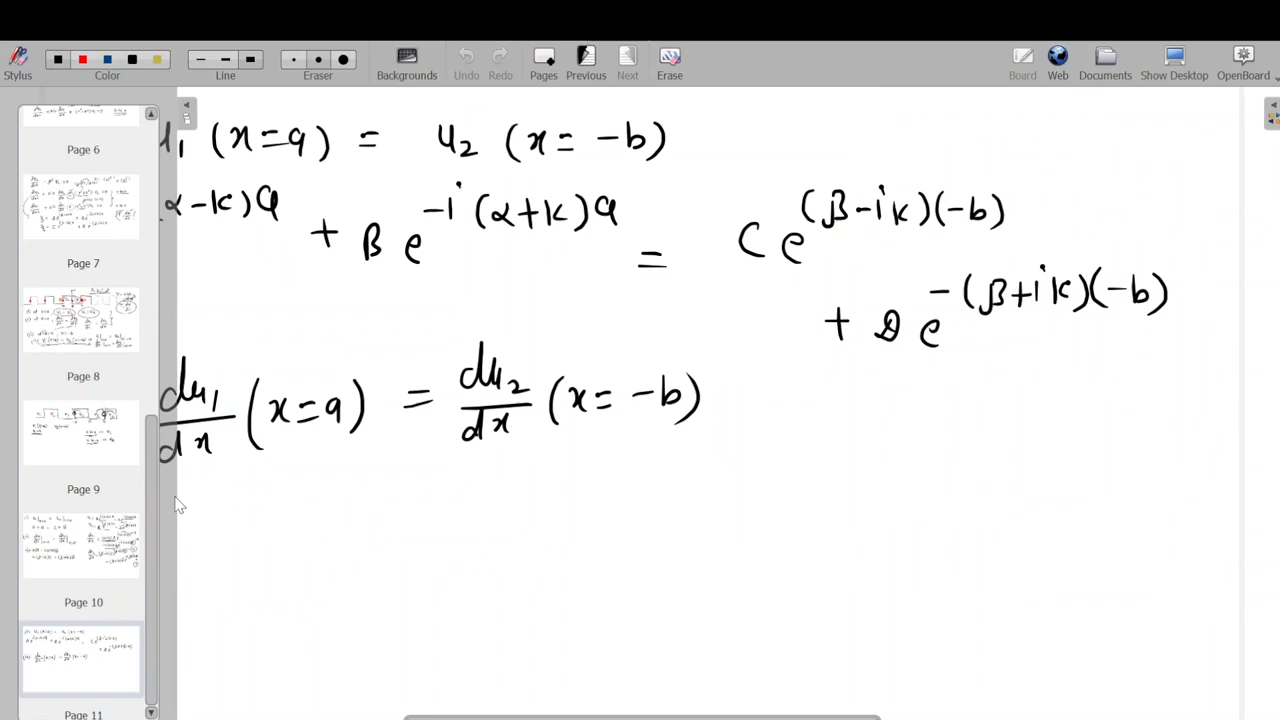 Stylus Color Line Eraser Backgrounds Undo Redo Pages Previous Next Erase Board Web Documents Show Desktop OpenBoard
Page 6
Page 7
Page 8
Page 9
Page 10
Page 11
u₁ (x=a) = u₂ (x= -b)
α-k)a + B e^{-i(α+k)a} = C e^{(β-ik)(-b)}
+ D e^{-(β+ik)(-b)}
du₁/dx (x=a) = du₂/dx (x= -b)